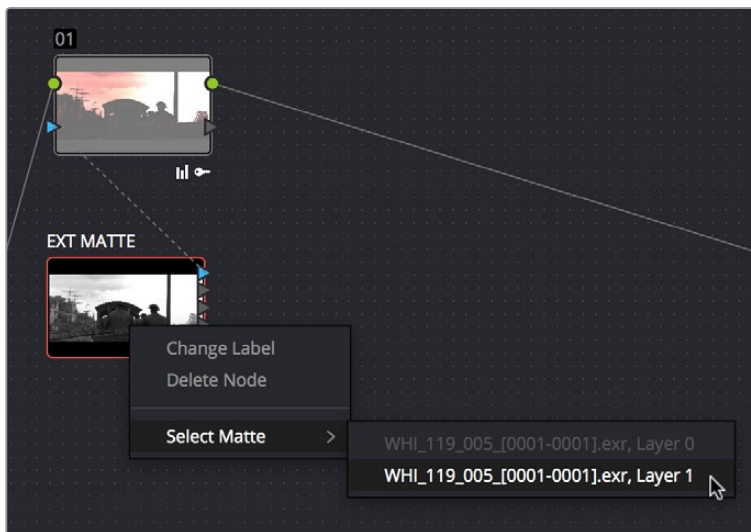 01
EXT MATTE
Change Label
Delete Node
Select Matte
WHI_119_005_[0001-0001].exr, Layer 0
WHI_119_005_[0001-0001].exr, Layer 1